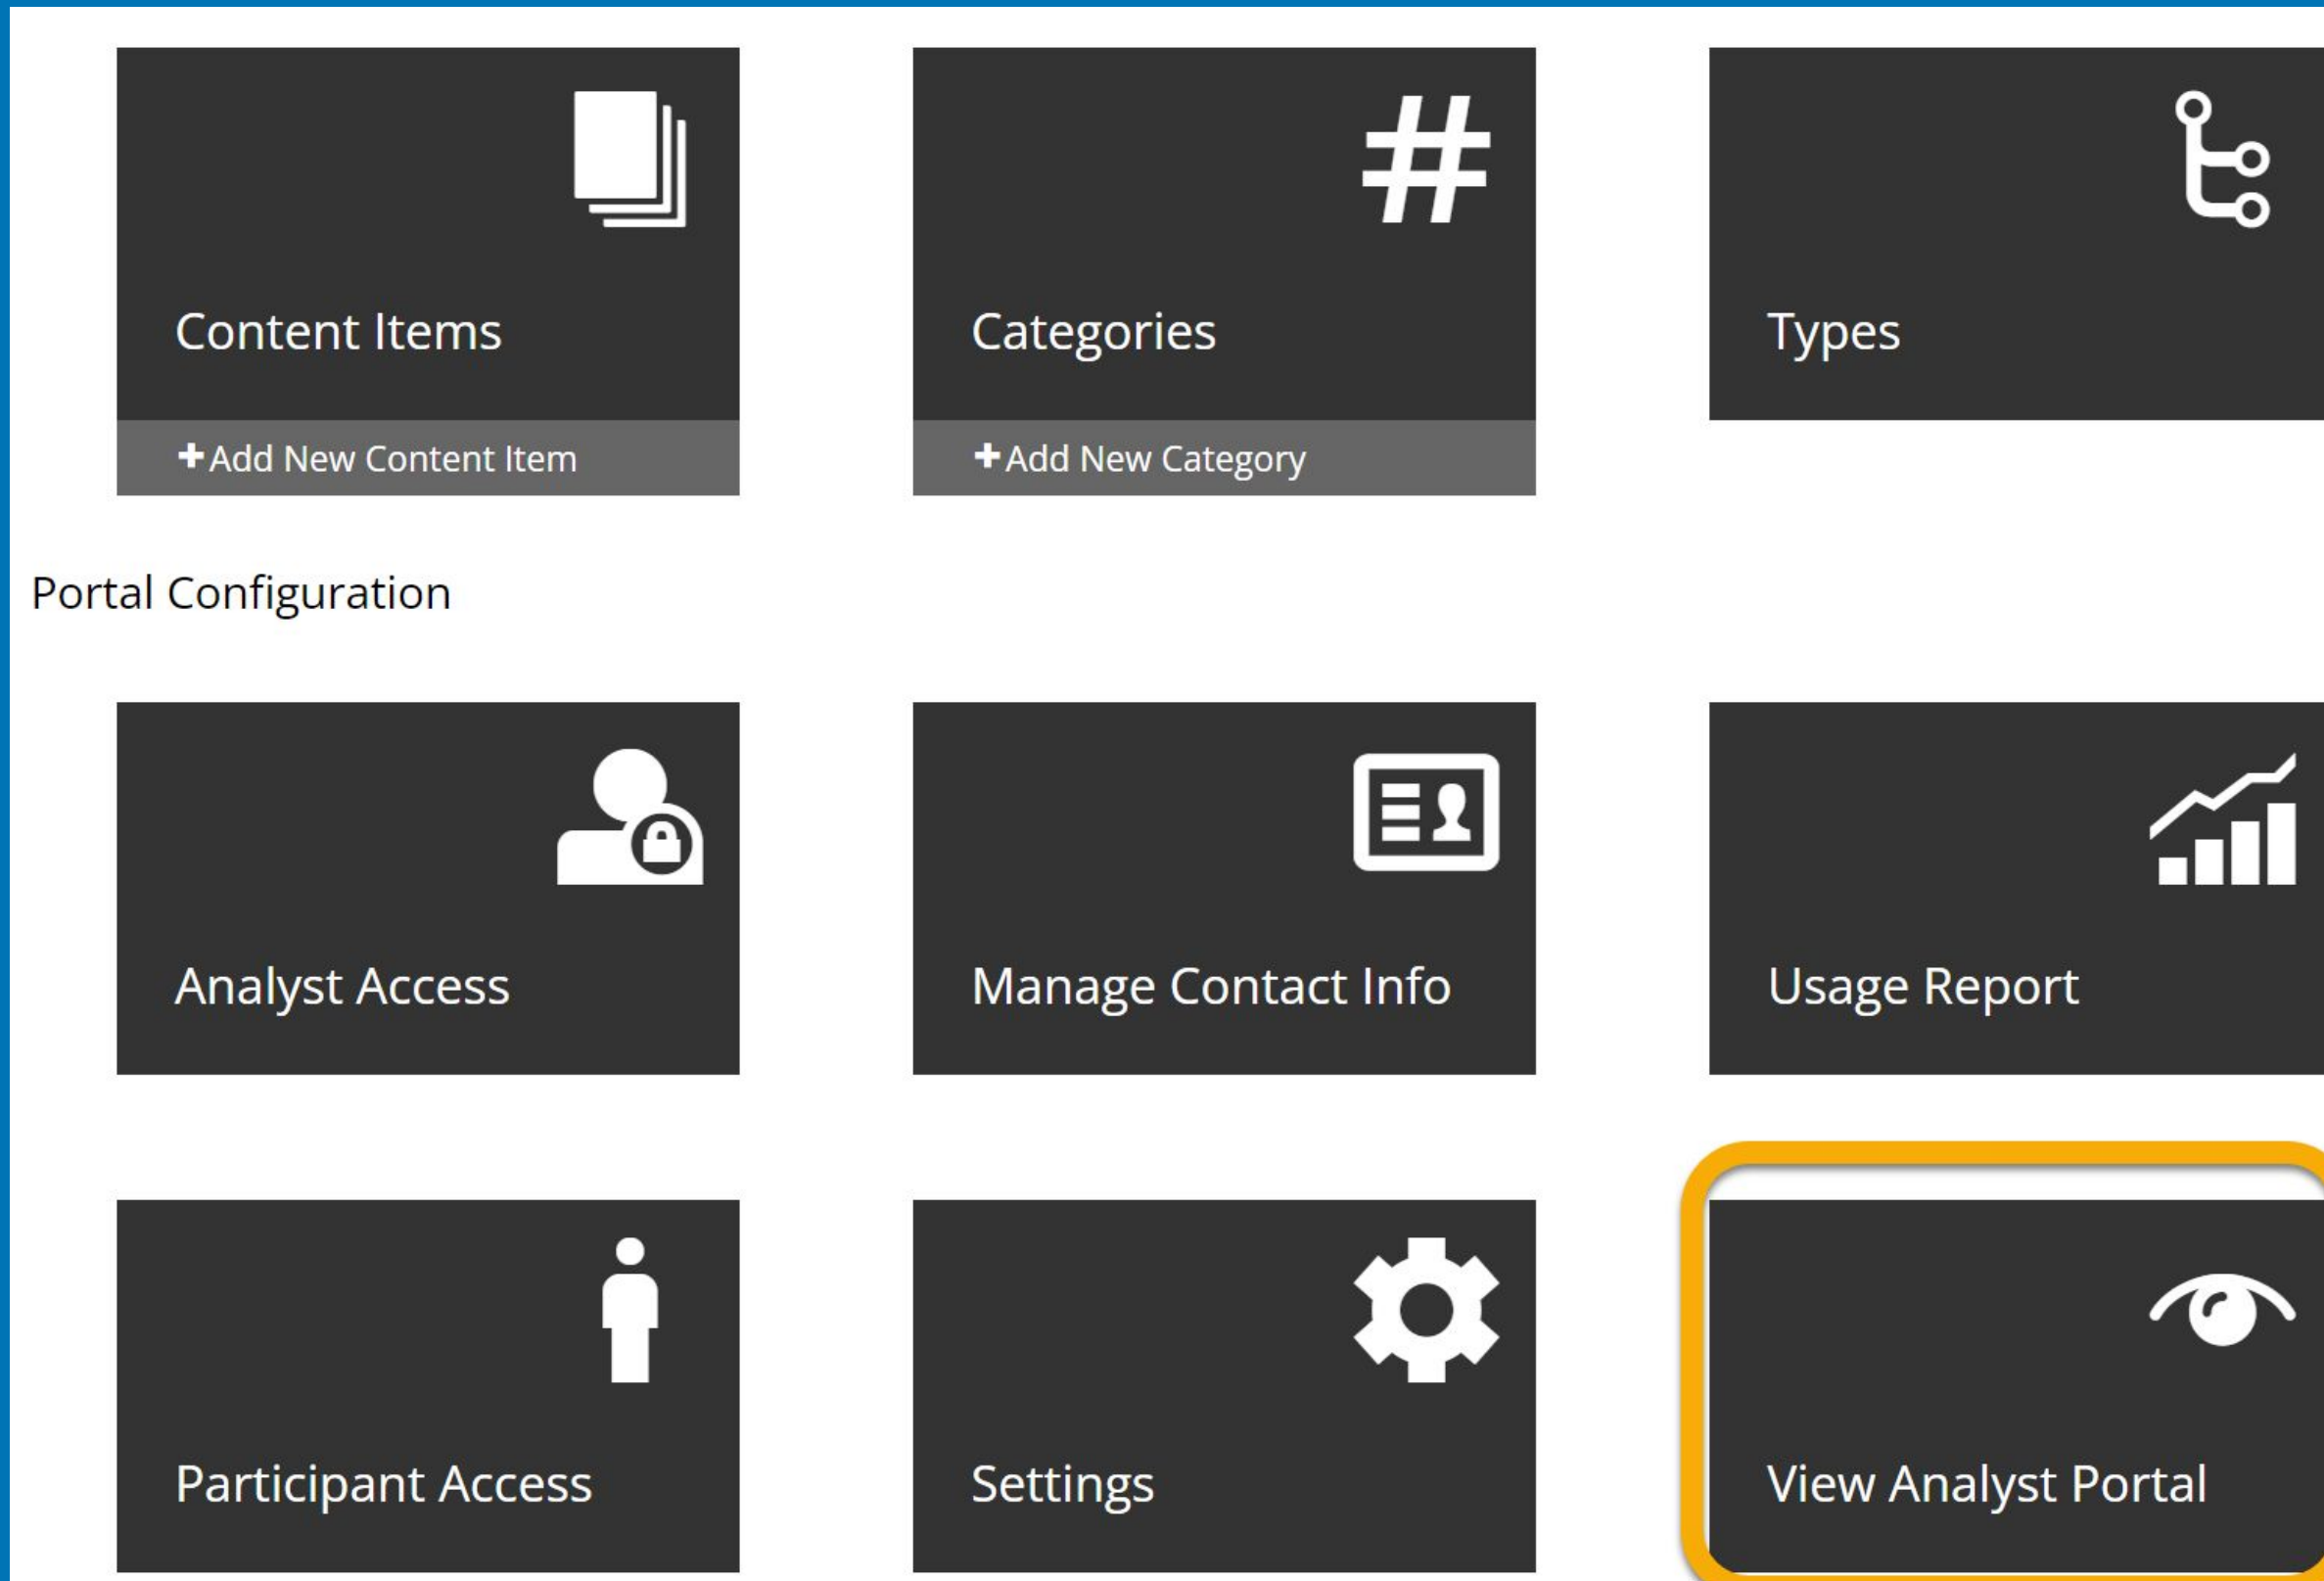 Content Items
Categories
Types
+Add New Content Item
+Add New Category
Portal Configuration
Analyst Access
Manage Contact Info
Usage Report
Participant Access
Settings
View Analyst Portal